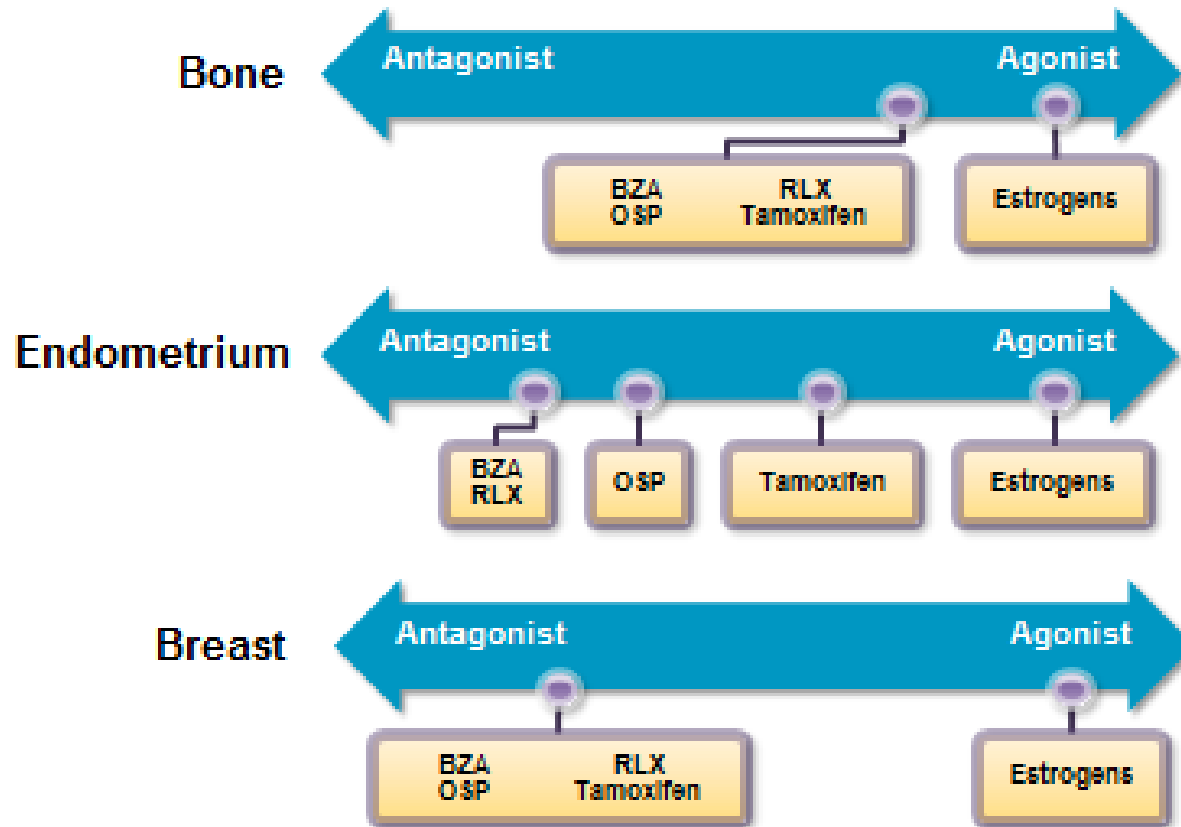 Bone
Antagonist Agonist
BZA RLX
OSP Tamoxifen
Estrogens
Endometrium
Antagonist Agonist
BZA
RLX
OSP
Tamoxifen
Estrogens
Breast
Antagonist Agonist
BZA RLX
OSP Tamoxifen
Estrogens